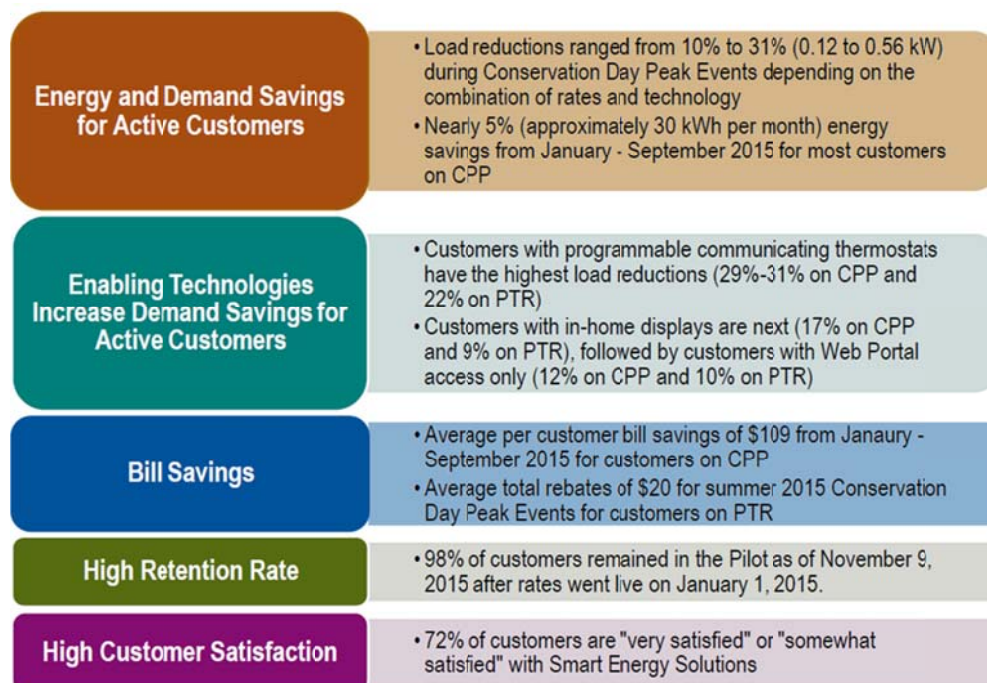 Energy and Demand Savings
for Active Customers
• Load reductions ranged from 10% to 31% (0.12 to 0.56 kW)
during Conservation Day Peak Events depending on the
combination of rates and technology
• Nearly 5% (approximately 30 kWh per month) energy
savings from January - September 2015 for most customers
on CPP
Enabling Technologies
Increase Demand Savings for
Active Customers
• Customers with programmable communicating thermostats
have the highest load reductions (29%-31% on CPP and
22% on PTR)
• Customers with in-home displays are next (17% on CPP
and 9% on PTR), followed by customers with Web Portal
access only (12% on CPP and 10% on PTR)
Bill Savings
• Average per customer bill savings of $109 from Janaury -
September 2015 for customers on CPP
• Average total rebates of $20 for summer 2015 Conservation
Day Peak Events for customers on PTR
High Retention Rate
• 98% of customers remained in the Pilot as of November 9,
2015 after rates went live on January 1, 2015.
High Customer Satisfaction
• 72% of customers are "very satisfied" or "somewhat
satisfied" with Smart Energy Solutions